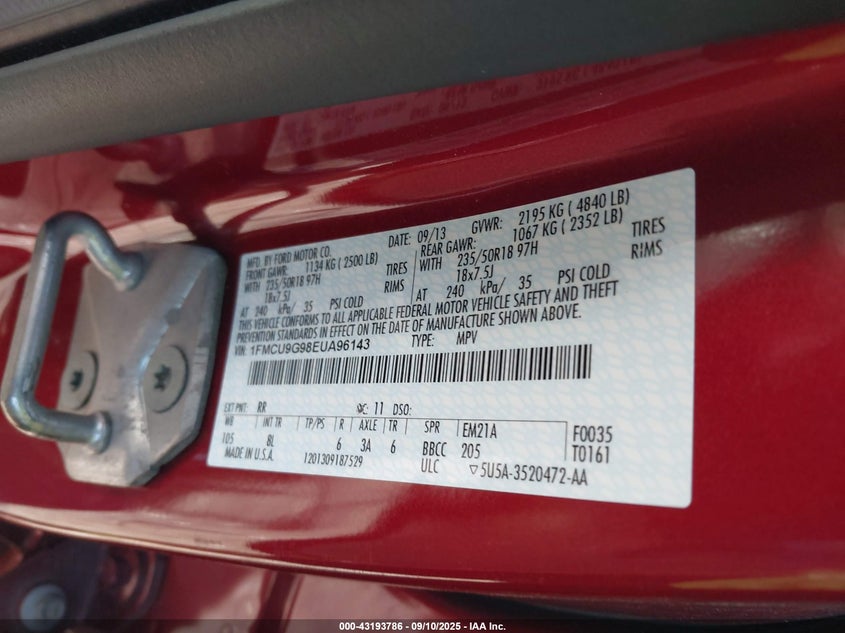 MFD. BY FORD MOTOR CO.
DATE: 09/13 GVWR: 2195 KG ( 4840 LB)
FRONT GAWR: 1134 KG ( 2500 LB)
REAR GAWR: 1067 KG ( 2352 LB)
WITH 235/50R18 97H TIRES
WITH 235/50R18 97H TIRES
18x7.5J RIMS
18x7.5J RIMS
AT 240 kPa/ 35 PSI COLD
AT 240 kPa/ 35 PSI COLD
THIS VEHICLE CONFORMS TO ALL APPLICABLE FEDERAL MOTOR VEHICLE SAFETY AND THEFT
PREVENTION STANDARDS IN EFFECT ON THE DATE OF MANUFACTURE SHOWN ABOVE.
VIN: 1FMCU9G98EUA96143 TYPE: MPV
EXT PNT: RR 11 DSO:
WB INT TR TP/PS R AXLE TR SPR EM21A F0035
105 BL 6 3A 6 BBCC 205 T0161
MADE IN U.S.A. 1201309187529 ULC ▽5U5A-3520472-AA
000-43193786 - 09/10/2025 - IAA Inc.